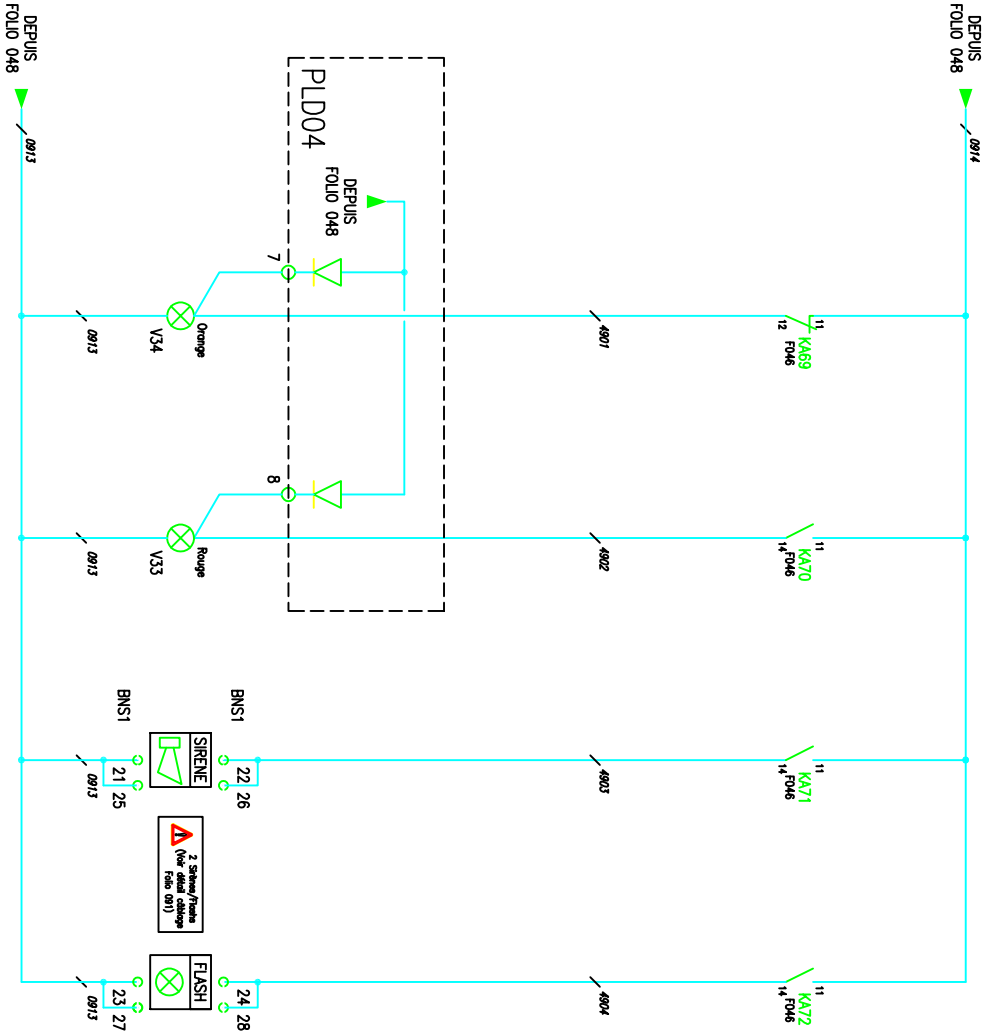 DEPUIS
FOLIO 048
0914
11
12
KA69
F046
11
14
KA70
F046
11
14
KA71
F046
11
14
KA72
F046
4901
4902
4903
4904
PLD04
DEPUIS
FOLIO 048
7
8
Orange
V34
Rouge
V33
BNS1
22 26
SIRENE
BNS1
21 25
2 Sirènes/Flashs
(Voir détail câblage
Folio 091)
24 28
FLASH
23 27
0913
0913
0913
0913
DEPUIS
FOLIO 048
0913